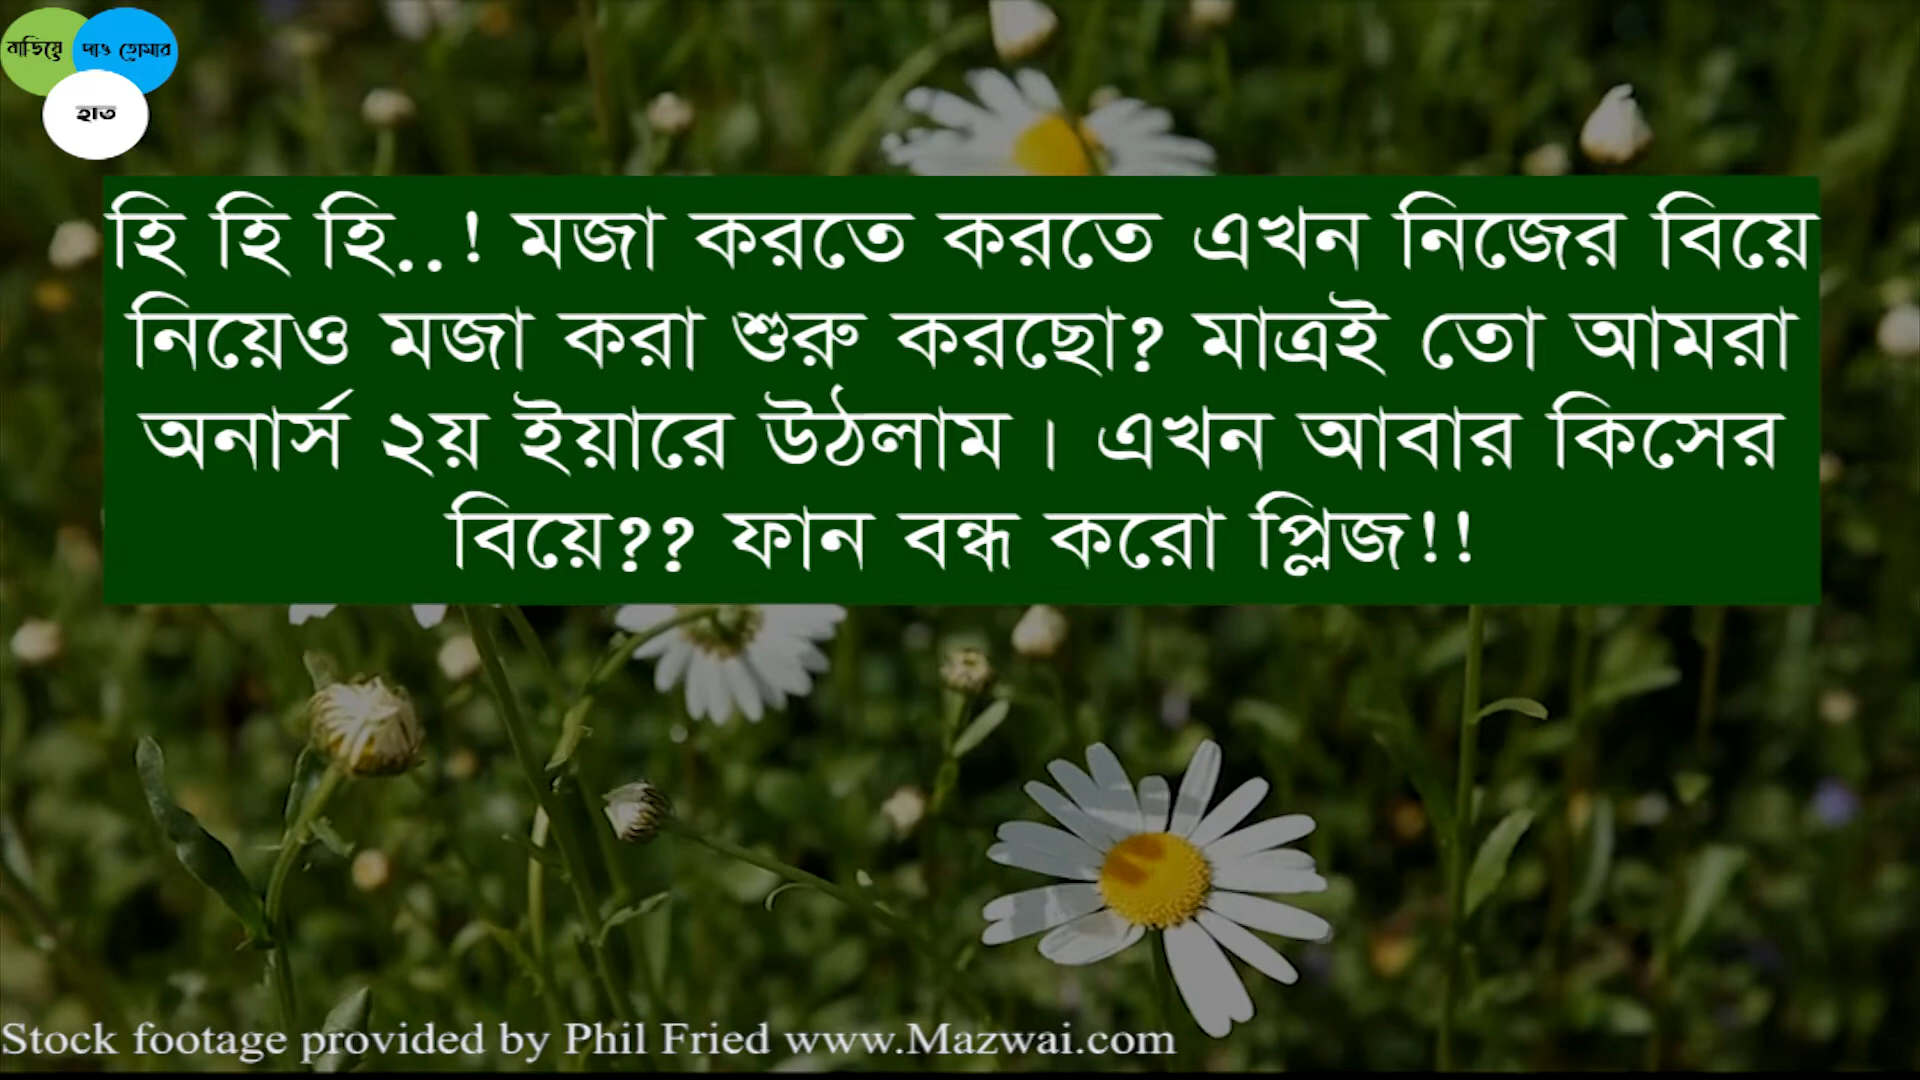 বাড়িয়ে দাও তোমার
হাত
হি হি হি..! মজা করতে করতে এখন নিজের বিয়ে
নিয়েও মজা করা শুরু করছো? মাত্রই তো আমরা
অনার্স ২য় ইয়ারে উঠলাম । এখন আবার কিসের
বিয়ে?? ফান বন্ধ করো প্লিজ!!
Stock footage provided by Phil Fried www.Mazwai.com